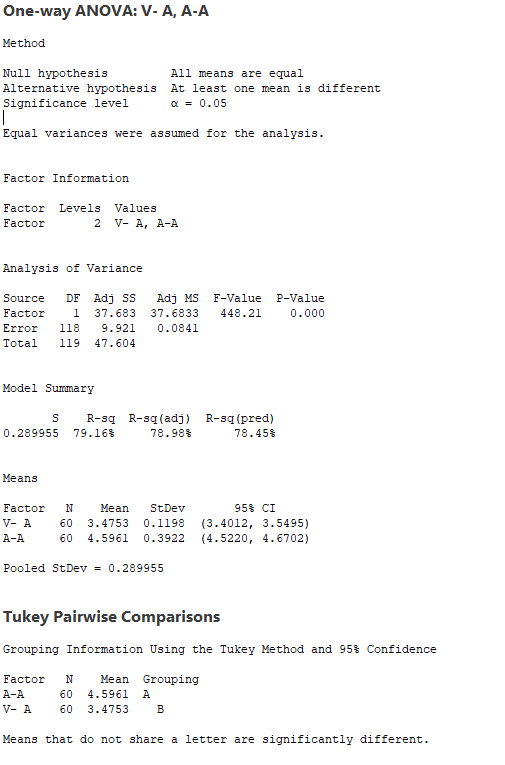 One-way ANOVA: V- A, A-A
Method
Null hypothesis All means are equal
Alternative hypothesis At least one mean is different
Significance level α = 0.05
Equal variances were assumed for the analysis.
Factor Information
Factor Levels Values
Factor 2 V- A, A-A
Analysis of Variance
Source DF Adj SS Adj MS F-Value P-Value
Factor 1 37.683 37.6833 448.21 0.000
Error 118 9.921 0.0841
Total 119 47.604
Model Summary
S R-sq R-sq(adj) R-sq(pred)
0.289955 79.16% 78.98% 78.45%
Means
Factor N Mean StDev 95% CI
V- A 60 3.4753 0.1198 (3.4012, 3.5495)
A-A 60 4.5961 0.3922 (4.5220, 4.6702)
Pooled StDev = 0.289955
Tukey Pairwise Comparisons
Grouping Information Using the Tukey Method and 95% Confidence
Factor N Mean Grouping
A-A 60 4.5961 A
V- A 60 3.4753 B
Means that do not share a letter are significantly different.